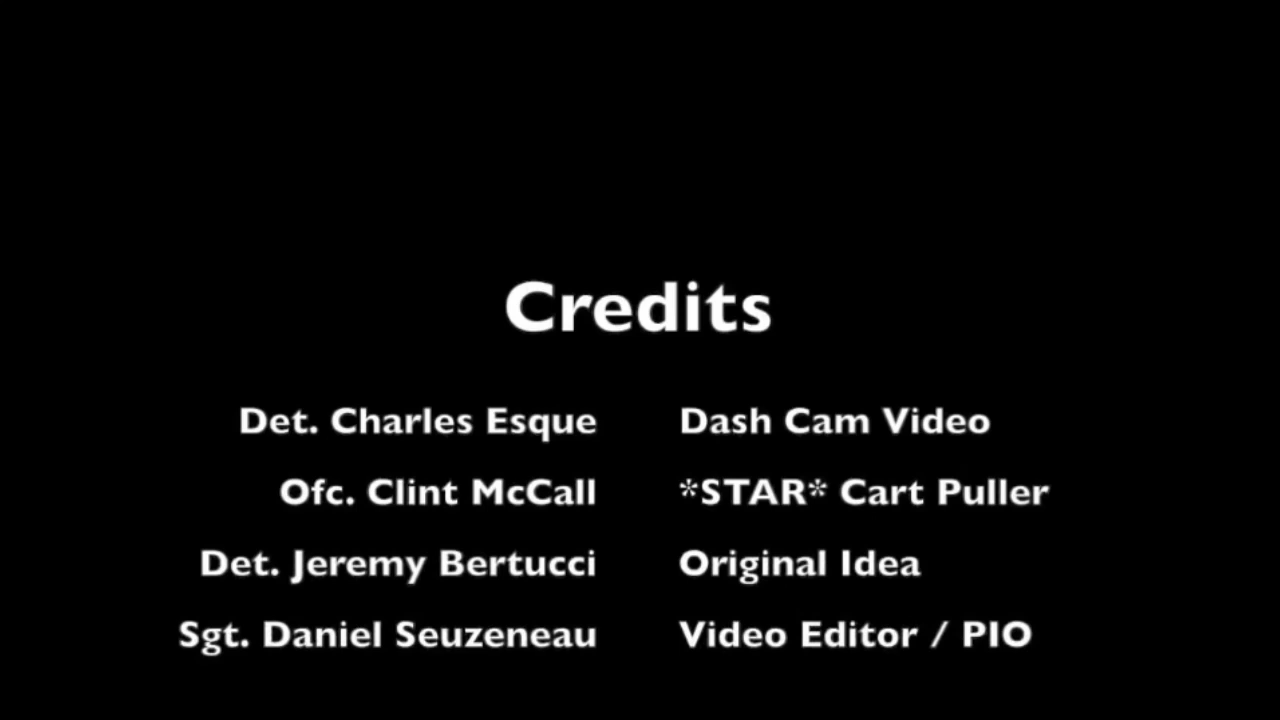 Credits
Det. Charles Esque Dash Cam Video
Ofc. Clint McCall *STAR* Cart Puller
Det. Jeremy Bertucci Original Idea
Sgt. Daniel Seuzeneau Video Editor / PIO